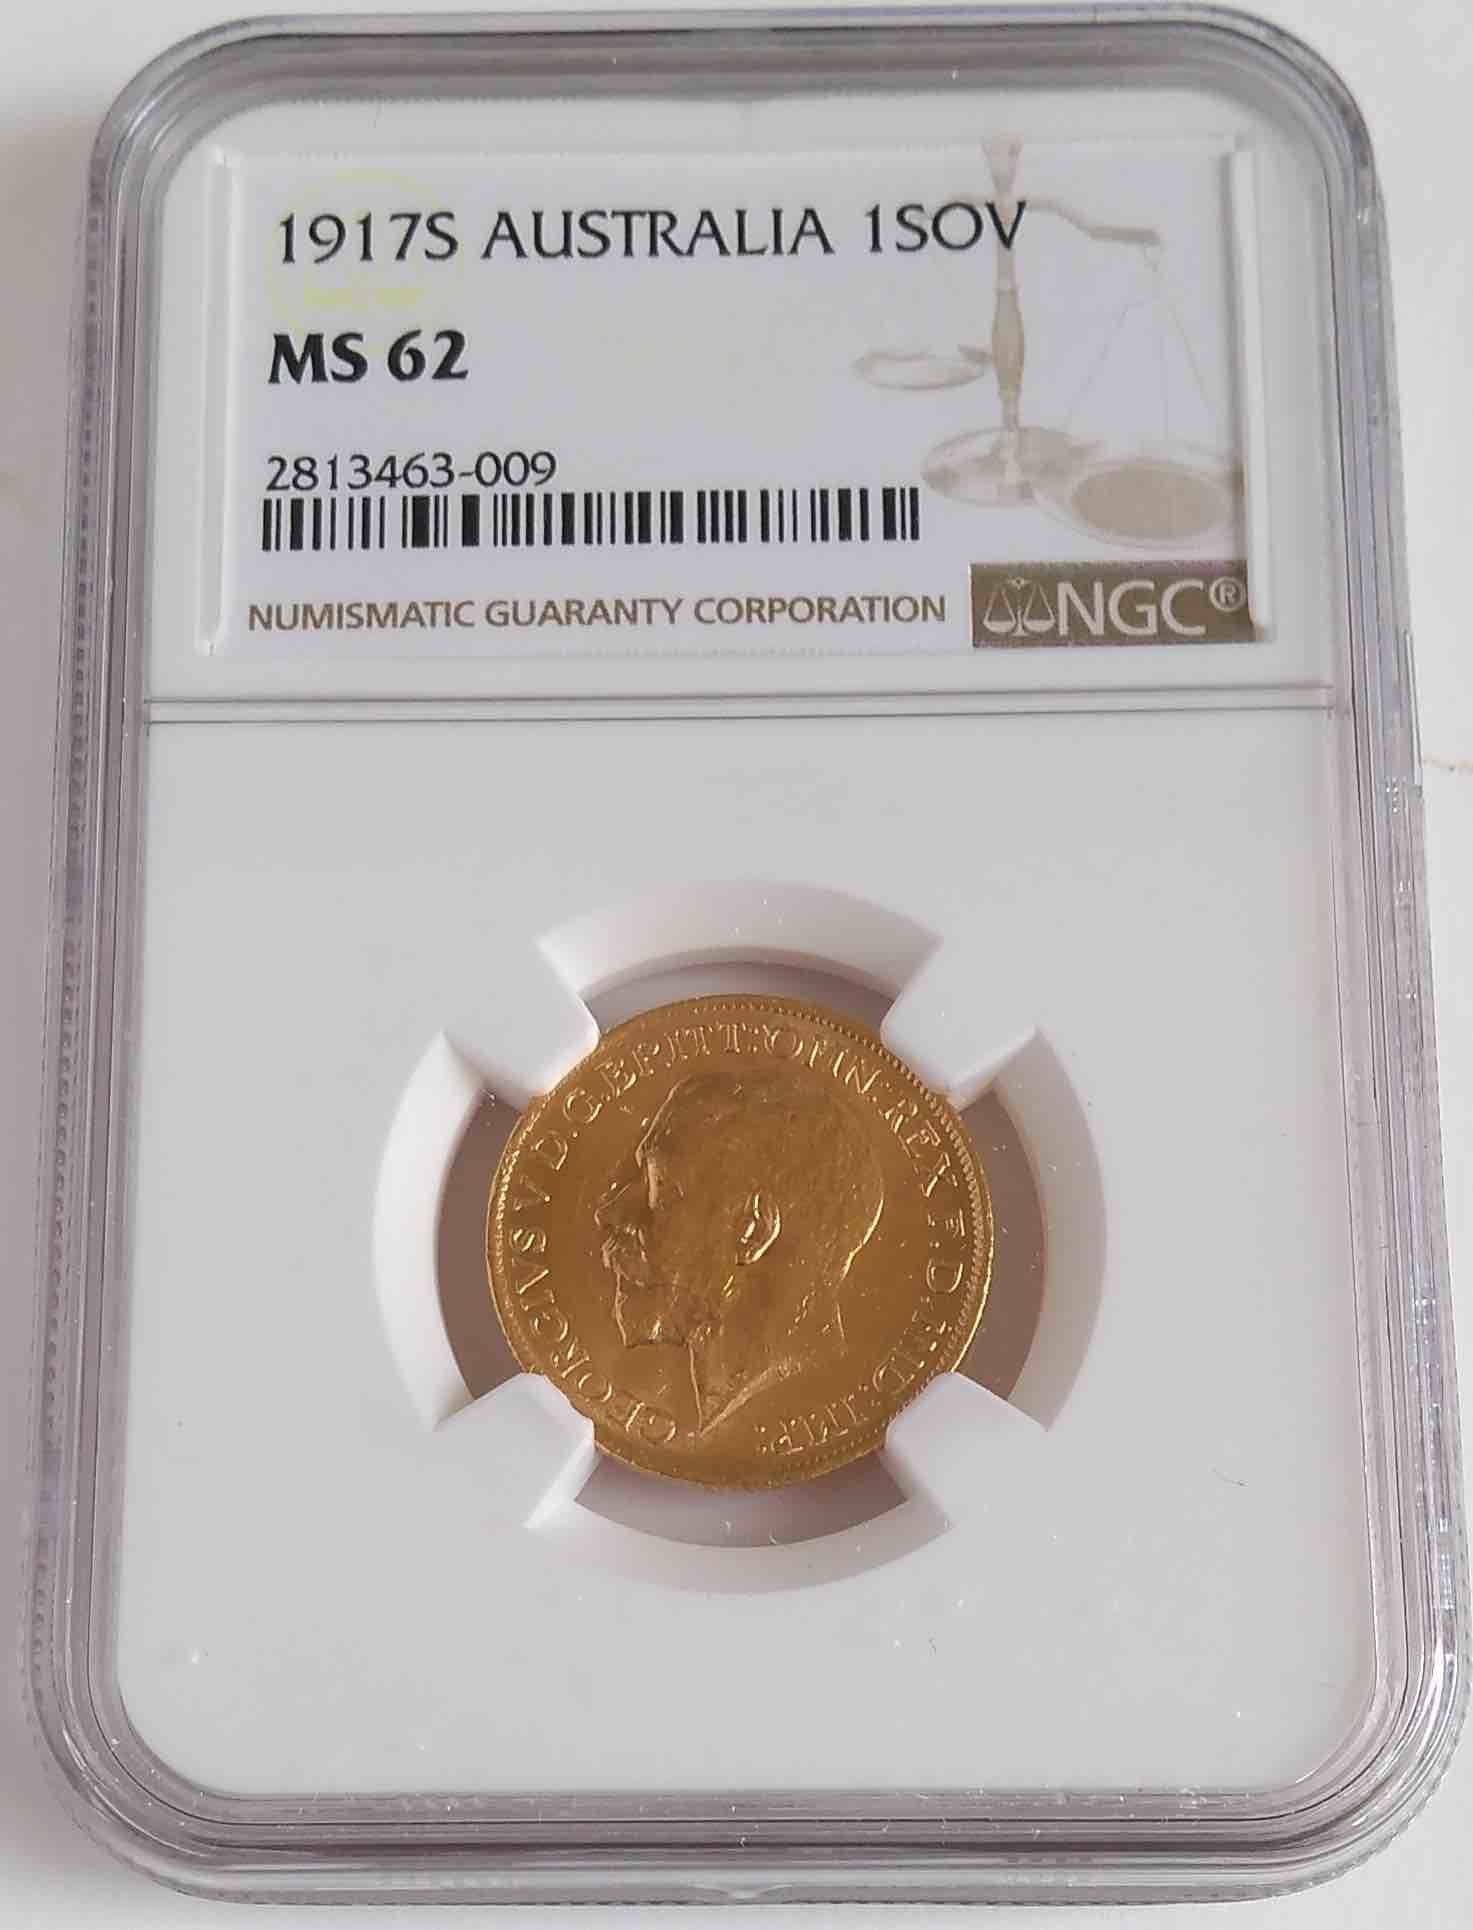 1917S AUSTRALIA 1SOV
MS 62
2813463-009
NUMISMATIC GUARANTY CORPORATION NGC®
GEORGIVS V D.G.BRITT:OMN:REX F.D.IND:IMP: